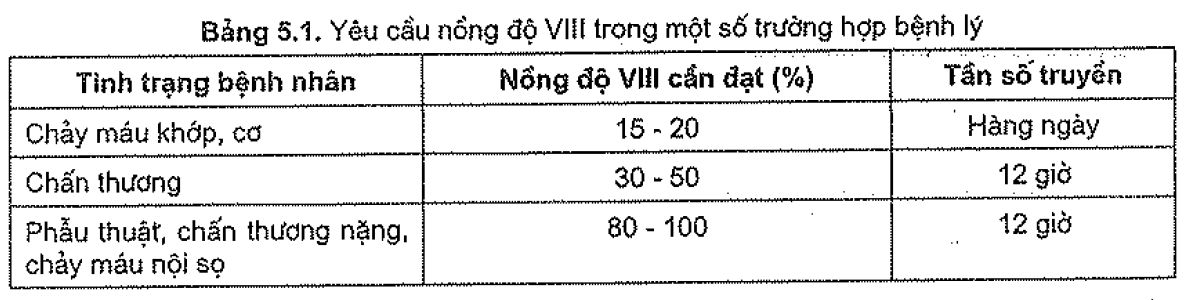 Bảng 5.1. Yêu cầu nồng độ VIII trong một số trường hợp bệnh lý
Tình trạng bệnh nhân Nồng độ VIII cần đạt (%) Tần số truyền
Chảy máu khớp, cơ 15 - 20 Hàng ngày
Chấn thương 30 - 50 12 giờ
Phẫu thuật, chấn thương nặng, 80 - 100 12 giờ
chảy máu nội sọ